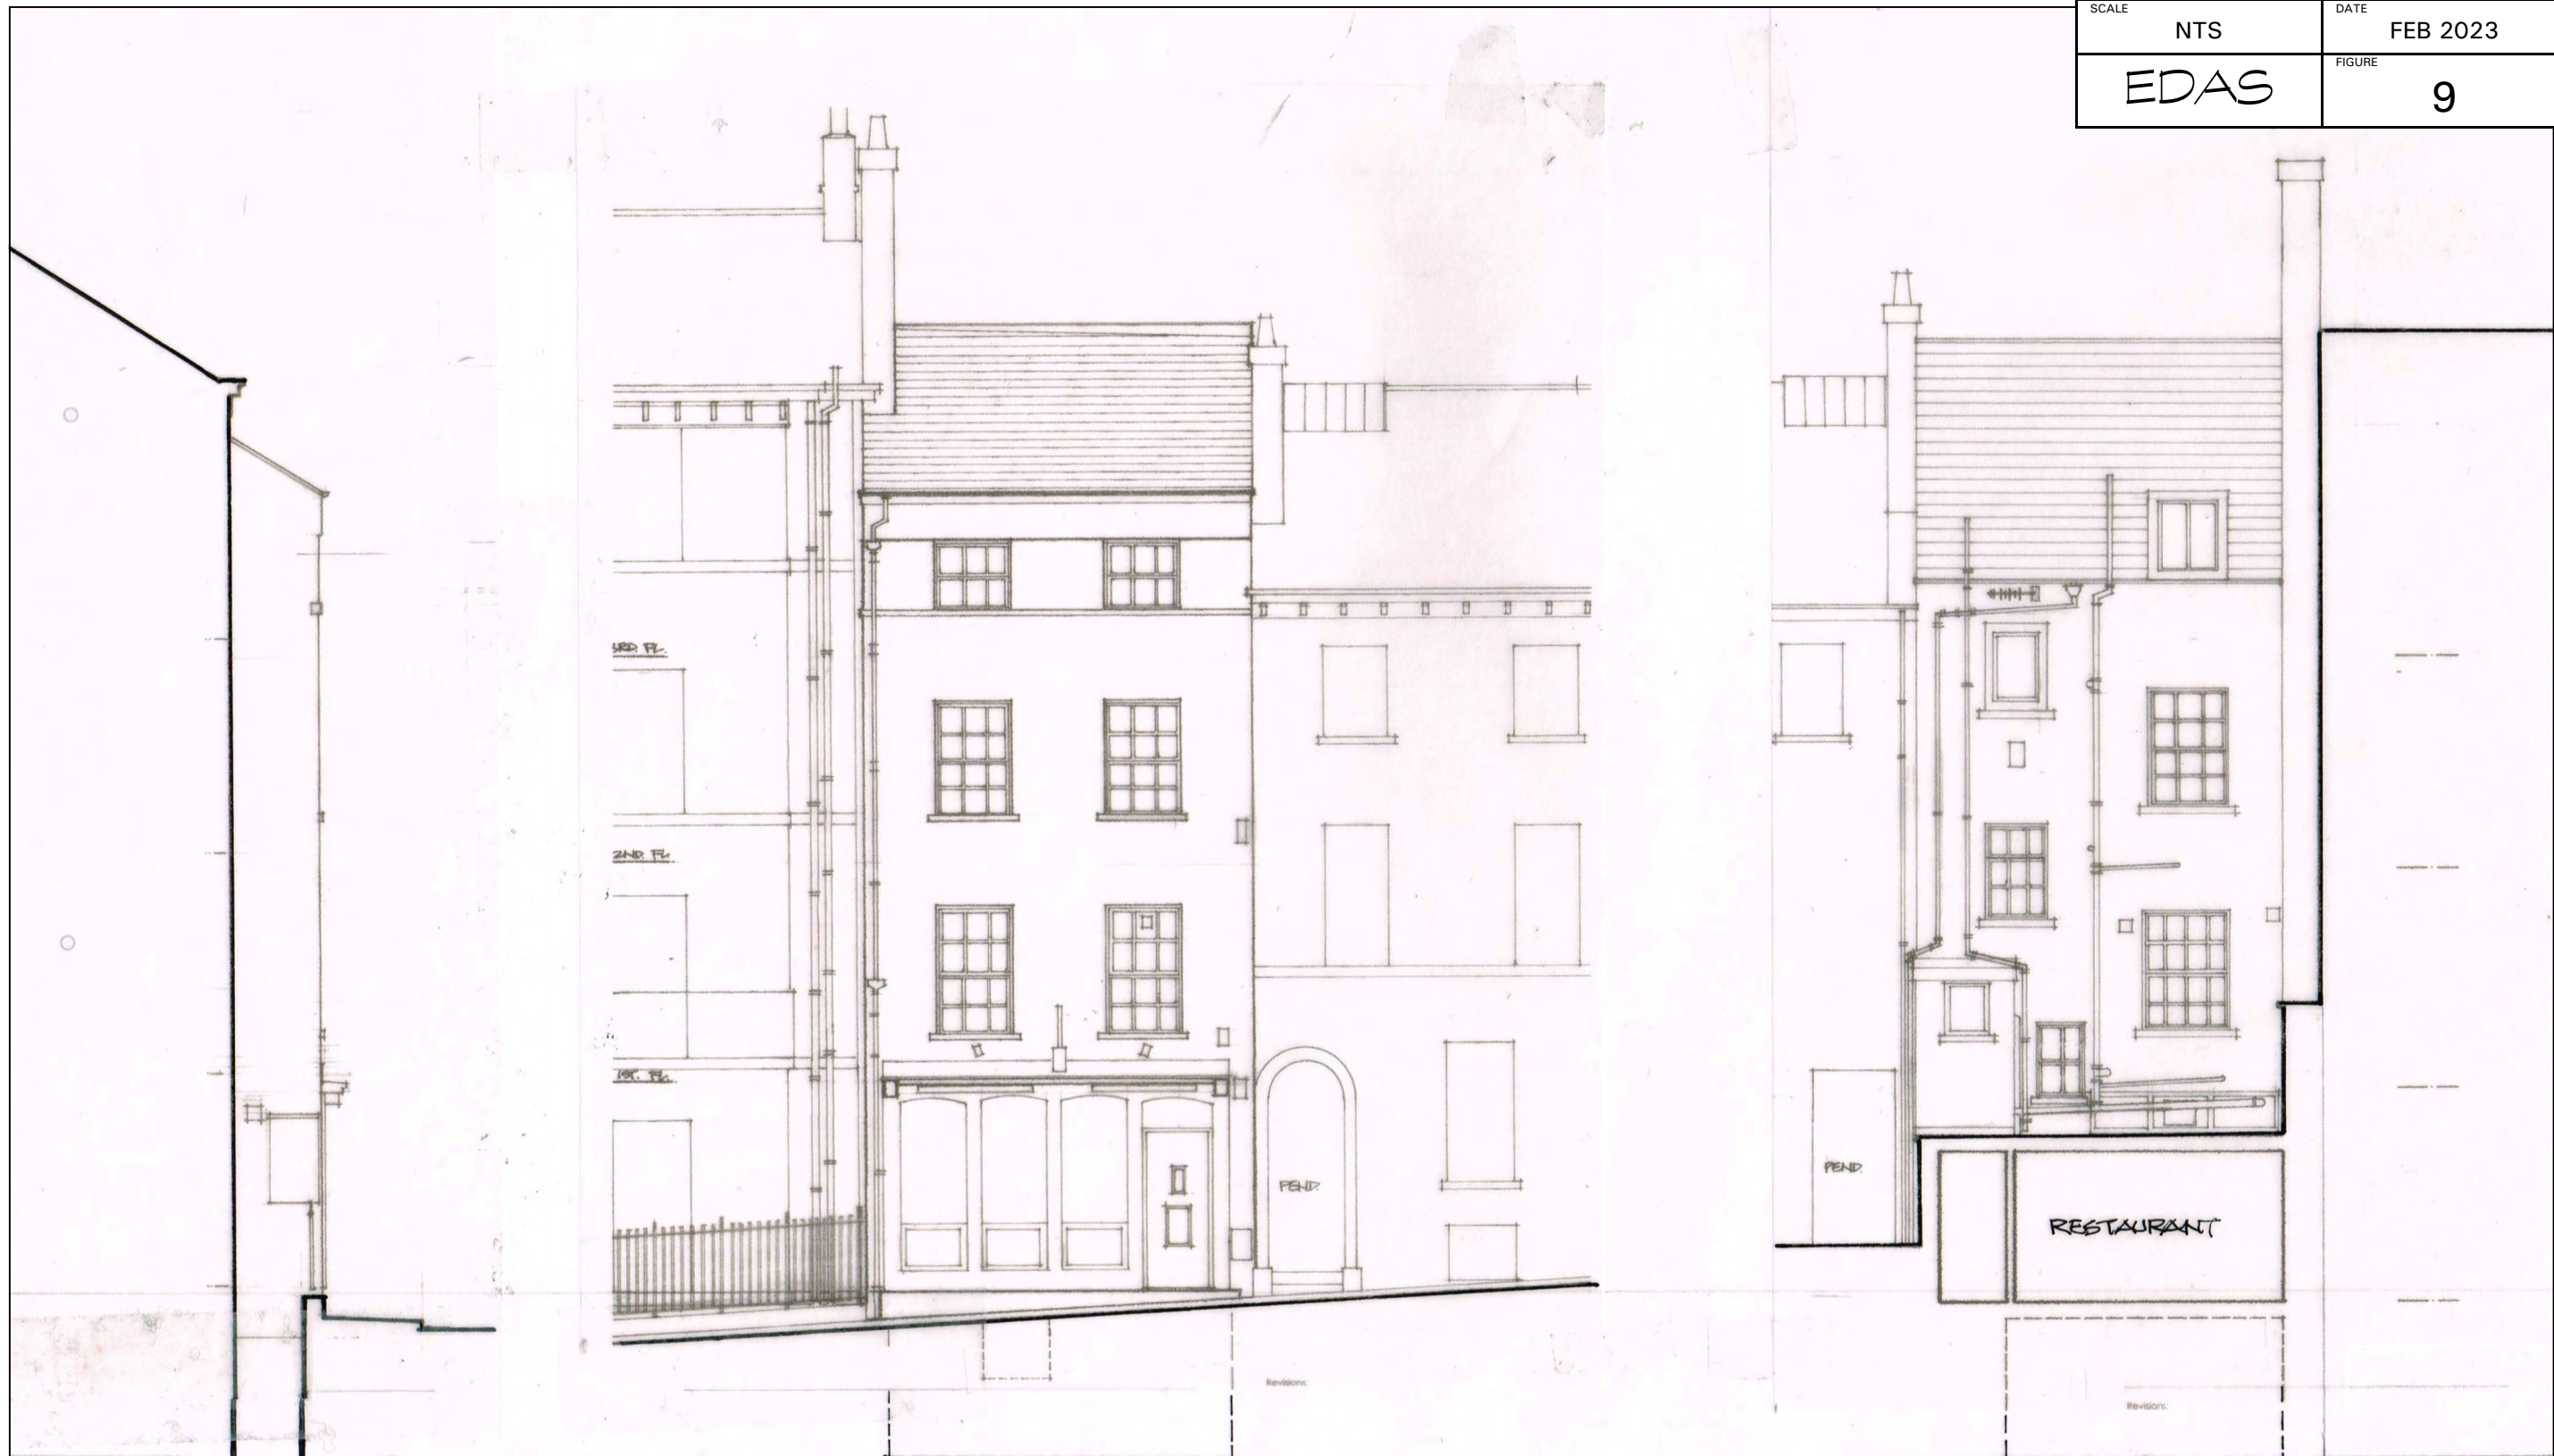 SCALE
NTS
DATE
FEB 2023
EDAS
FIGURE
9
3RD. FL.
2ND. FL.
1ST. FL.
PEND.
PEND.
RESTAURANT
Revisions:
Revisions: